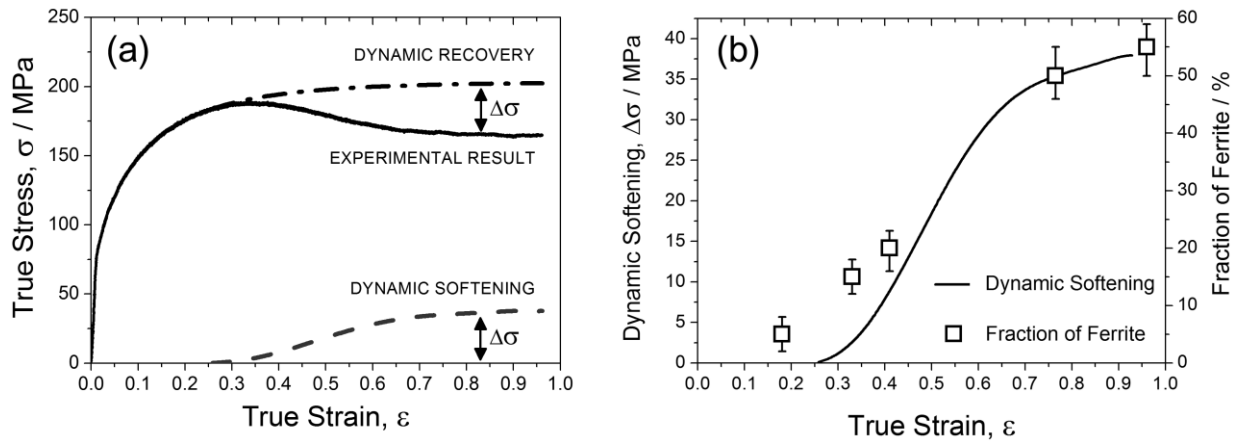 (a)
True Stress, σ / MPa
250
200
150
100
50
0
DYNAMIC RECOVERY
Δσ
EXPERIMENTAL RESULT
DYNAMIC SOFTENING
Δσ
0.0 0.1 0.2 0.3 0.4 0.5 0.6 0.7 0.8 0.9 1.0
True Strain, ε
(b)
Dynamic Softening, Δσ / MPa
40
35
30
25
20
15
10
5
0
Dynamic Softening
Fraction of Ferrite
60
50
40
30
20
10
0
Fraction of Ferrite / %
0.0 0.1 0.2 0.3 0.4 0.5 0.6 0.7 0.8 0.9 1.0
True Strain, ε